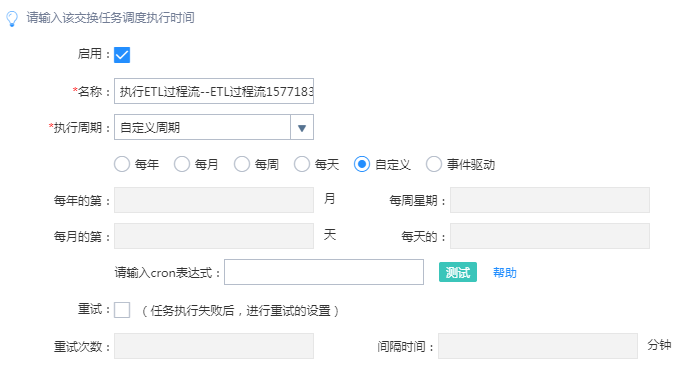 请输入该交换任务调度执行时间
启用：
*名称： 执行ETL过程流--ETL过程流1577183
*执行周期： 自定义周期
每年 每月 每周 每天 自定义 事件驱动
每年的第： 月 每周星期：
每月的第： 天 每天的：
请输入cron表达式： 测试 帮助
重试： （任务执行失败后，进行重试的设置）
重试次数： 间隔时间： 分钟